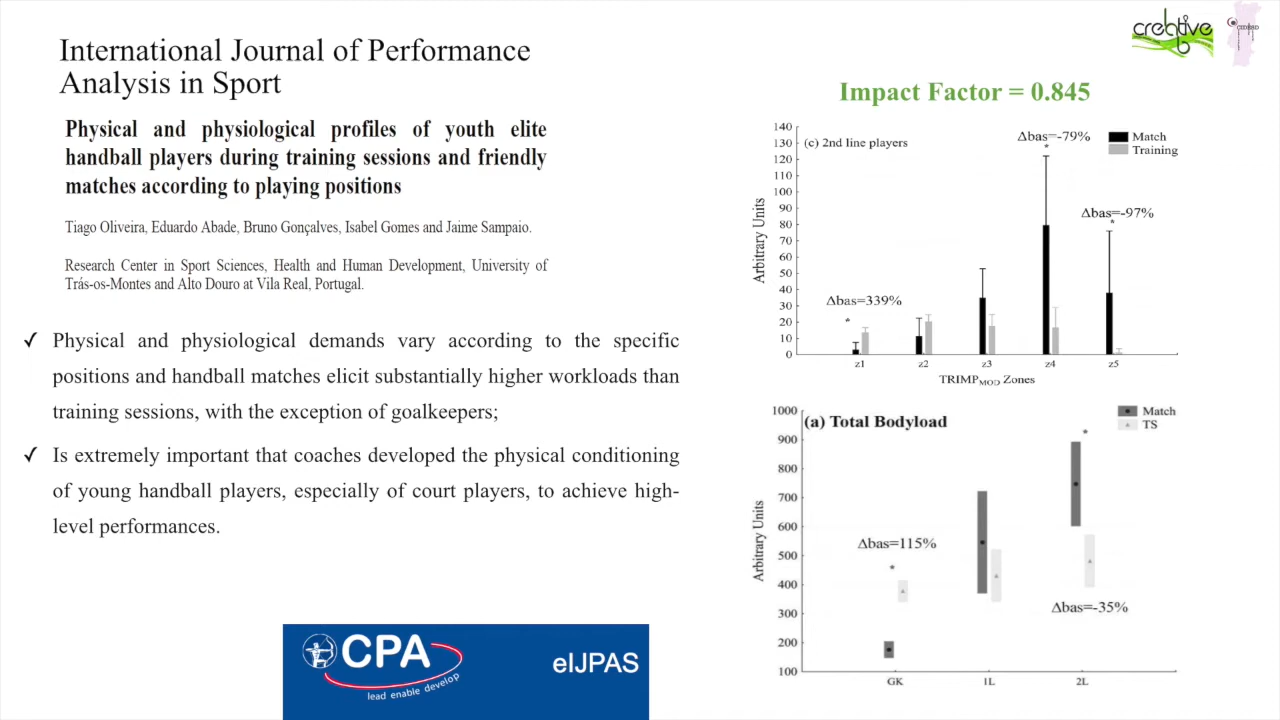 International Journal of Performance
Analysis in Sport
Physical and physiological profiles of youth elite
handball players during training sessions and friendly
matches according to playing positions
Tiago Oliveira, Eduardo Abade, Bruno Gonçalves, Isabel Gomes and Jaime Sampaio.
Research Center in Sport Sciences, Health and Human Development, University of
Trás-os-Montes and Alto Douro at Vila Real, Portugal.
✓ Physical and physiological demands vary according to the specific
positions and handball matches elicit substantially higher workloads than
training sessions, with the exception of goalkeepers;
✓ Is extremely important that coaches developed the physical conditioning
of young handball players, especially of court players, to achieve high-
level performances.
CPA
lead enable develop
eIJPAS
creative
Impact Factor = 0.845
(c) 2nd line players
Match
Training
Δbas=-79%
*
Δbas=-97%
*
Δbas=339%
*
Arbitrary Units
140
130
120
110
100
90
80
70
60
50
40
30
20
10
0
z1 z2 z3 z4 z5
TRIMPMOD Zones
(a) Total Bodyload
Match
TS
*
Δbas=115%
*
Δbas=-35%
Arbitrary Units
1000
900
800
700
600
500
400
300
200
100
GK 1L 2L